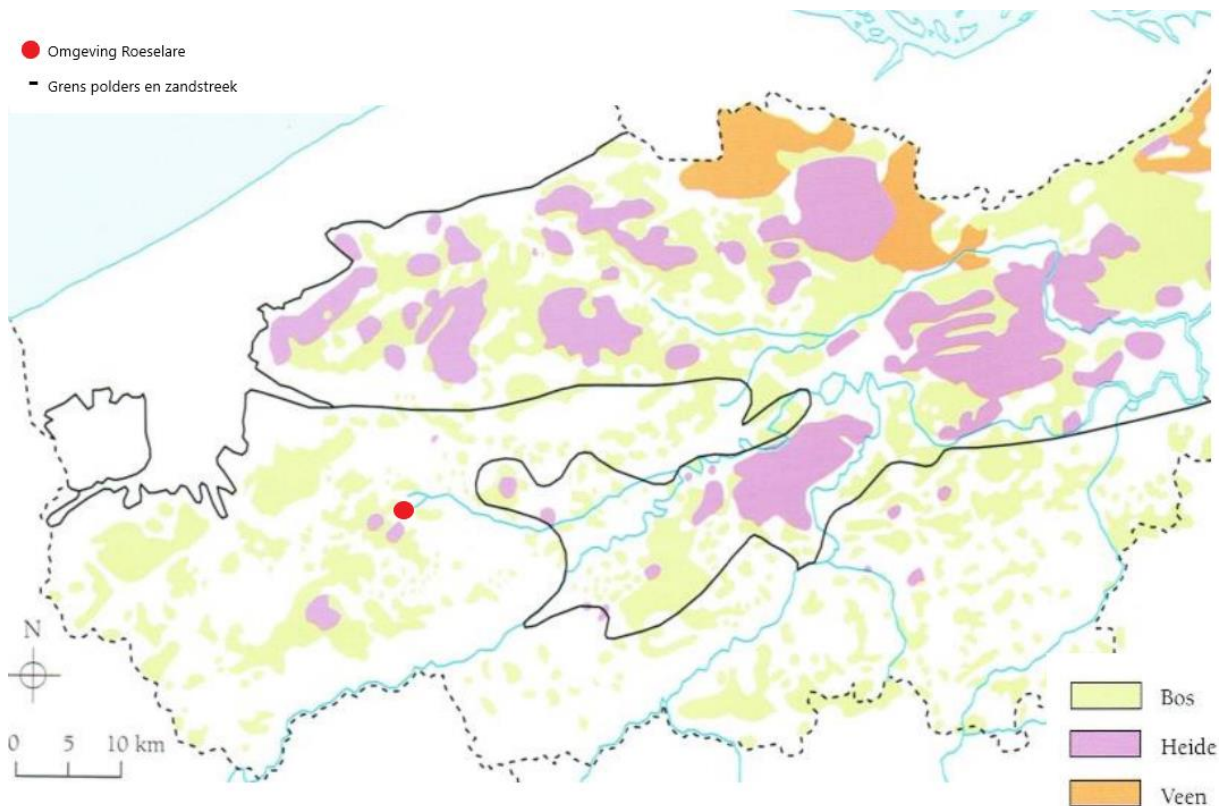 Omgeving Roeselare
Grens polders en zandstreek
N
0 5 10 km
Bos
Heide
Veen